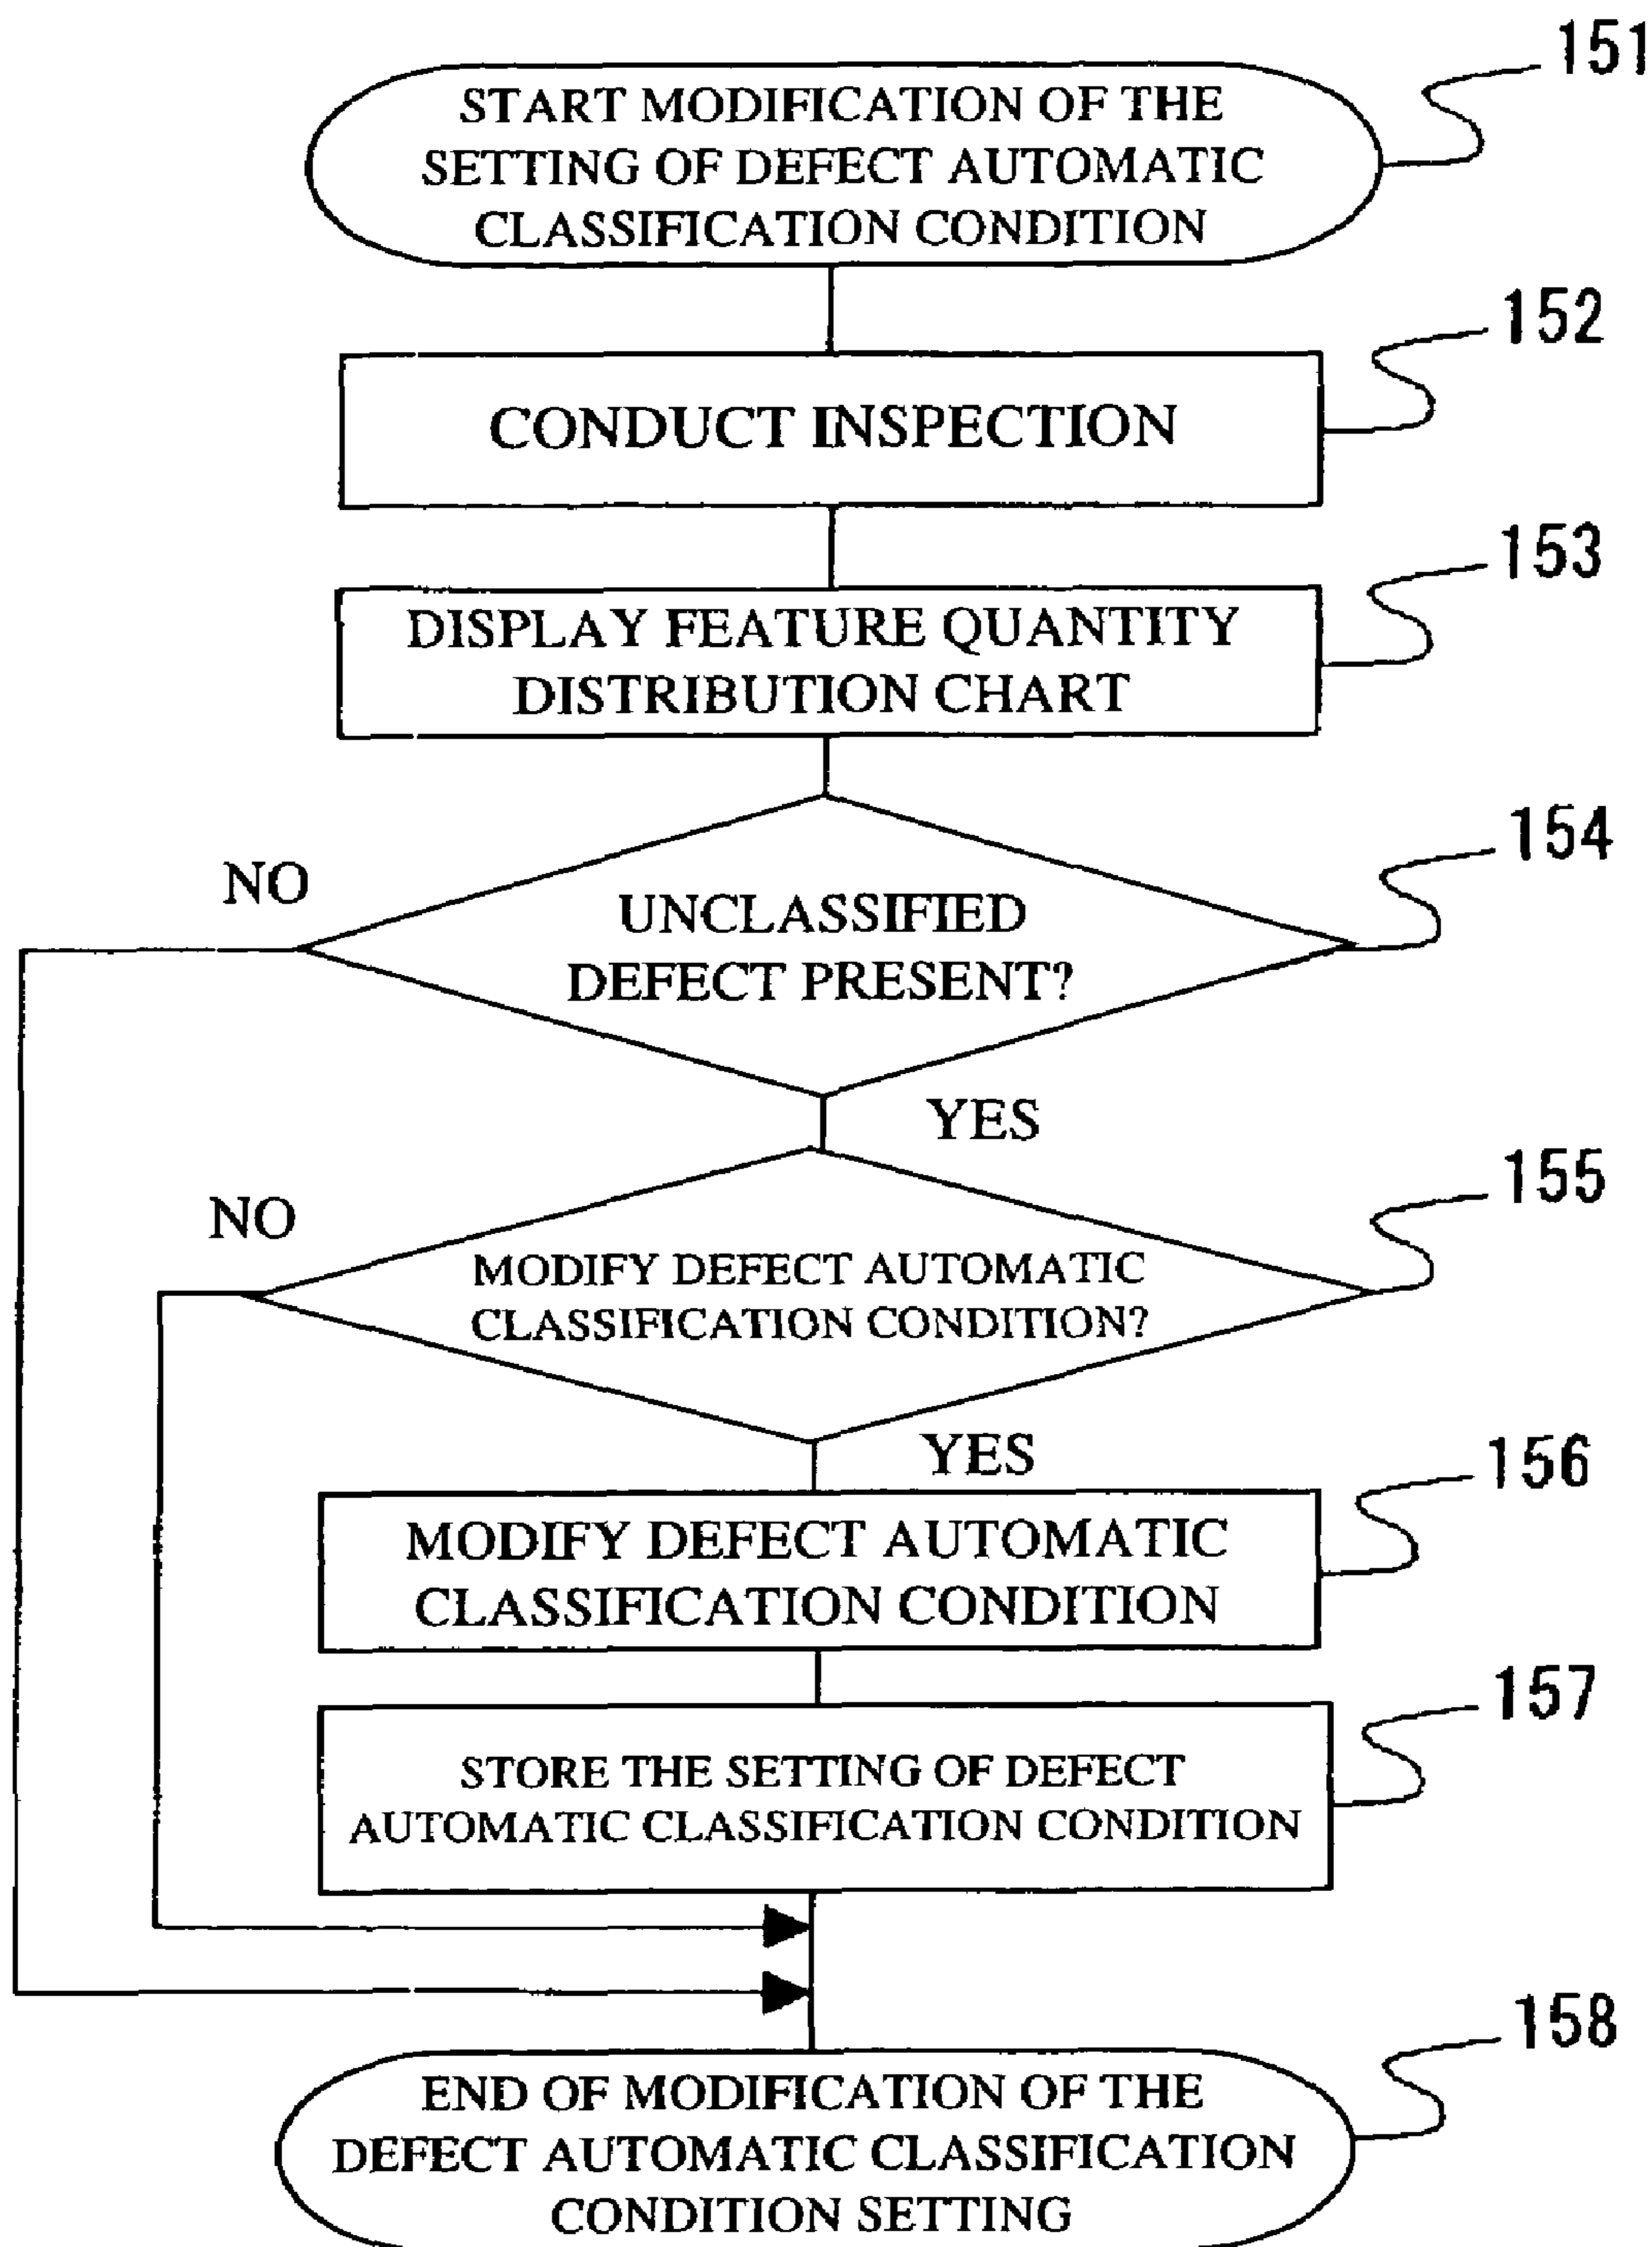 151
START MODIFICATION OF THE
SETTING OF DEFECT AUTOMATIC
CLASSIFICATION CONDITION
152
CONDUCT INSPECTION
153
DISPLAY FEATURE QUANTITY
DISTRIBUTION CHART
154
NO
UNCLASSIFIED
DEFECT PRESENT?
YES
155
NO
MODIFY DEFECT AUTOMATIC
CLASSIFICATION CONDITION?
YES
156
MODIFY DEFECT AUTOMATIC
CLASSIFICATION CONDITION
157
STORE THE SETTING OF DEFECT
AUTOMATIC CLASSIFICATION CONDITION
158
END OF MODIFICATION OF THE
DEFECT AUTOMATIC CLASSIFICATION
CONDITION SETTING